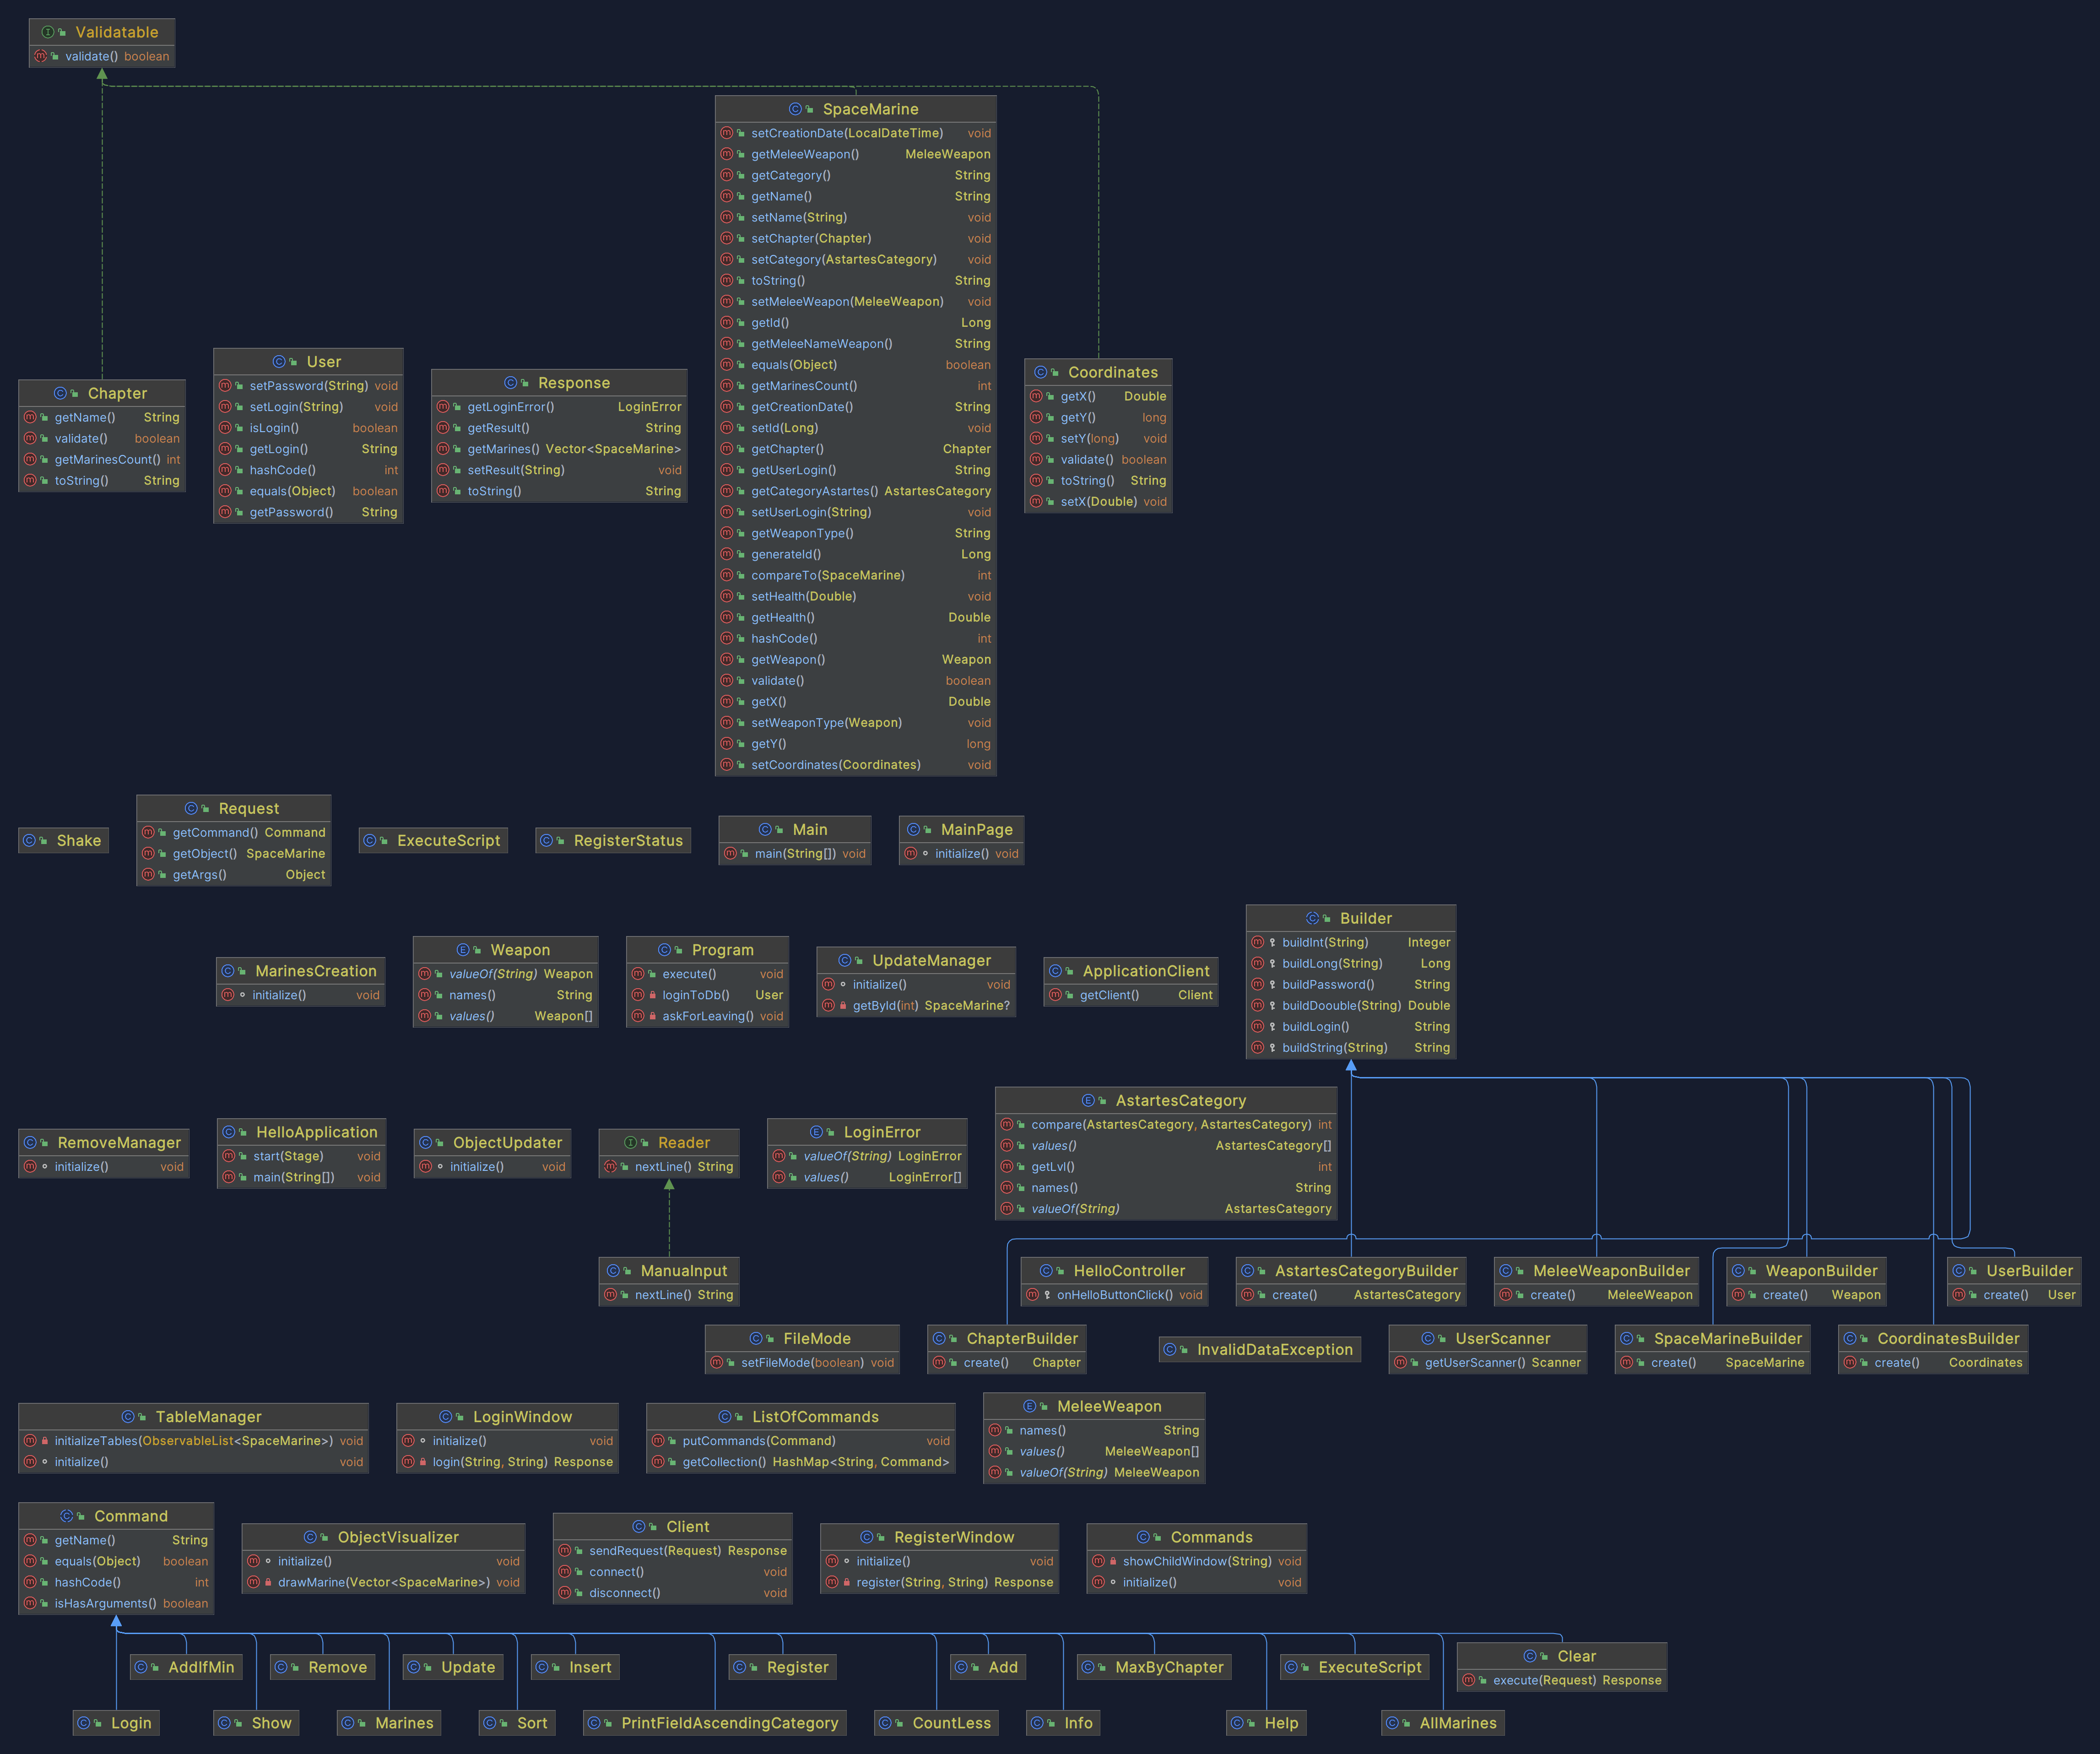 Validatable
validate() boolean
SpaceMarine
setCreationDate(LocalDateTime) void
getMeleeWeapon() MeleeWeapon
getCategory() String
getName() String
setName(String) void
setChapter(Chapter) void
setCategory(AstartesCategory) void
toString() String
setMeleeWeapon(MeleeWeapon) void
getId() Long
getMeleeNameWeapon() String
equals(Object) boolean
getMarinesCount() int
getCreationDate() String
setId(Long) void
getChapter() Chapter
getUserLogin() String
getCategoryAstartes() AstartesCategory
setUserLogin(String) void
getWeaponType() String
generateId() Long
compareTo(SpaceMarine) int
setHealth(Double) void
getHealth() Double
hashCode() int
getWeapon() Weapon
validate() boolean
getX() Double
setWeaponType(Weapon) void
getY() long
setCoordinates(Coordinates) void
Chapter
getName() String
validate() boolean
getMarinesCount() int
toString() String
User
setPassword(String) void
setLogin(String) void
isLogin() boolean
getLogin() String
hashCode() int
equals(Object) boolean
getPassword() String
Response
getLoginError() LoginError
getResult() String
getMarines() Vector<SpaceMarine>
setResult(String) void
toString() String
Coordinates
getX() Double
getY() long
setY(long) void
validate() boolean
toString() String
setX(Double) void
Shake
Request
getCommand() Command
getObject() SpaceMarine
getArgs() Object
ExecuteScript
RegisterStatus
Main
main(String[]) void
MainPage
initialize() void
MarinesCreation
initialize() void
Weapon
valueOf(String) Weapon
names() String
values() Weapon[]
Program
execute() void
loginToDb() User
askForLeaving() void
UpdateManager
initialize() void
getById(int) SpaceMarine?
ApplicationClient
getClient() Client
Builder
buildInt(String) Integer
buildLong(String) Long
buildPassword() String
buildDoouble(String) Double
buildLogin() String
buildString(String) String
RemoveManager
initialize() void
HelloApplication
start(Stage) void
main(String[]) void
ObjectUpdater
initialize() void
Reader
nextLine() String
LoginError
valueOf(String) LoginError
values() LoginError[]
AstartesCategory
compare(AstartesCategory, AstartesCategory) int
values() AstartesCategory[]
getLvl() int
names() String
valueOf(String) AstartesCategory
ManualnputManuaInput
nextLine() String
HelloController
onHelloButtonClick() void
AstartesCategoryBuilder
create() AstartesCategory
MeleeWeaponBuilder
create() MeleeWeapon
WeaponBuilder
create() Weapon
UserBuilder
create() User
FileMode
setFileMode(boolean) void
ChapterBuilder
create() Chapter
InvalidDataException
UserScanner
getUserScanner() Scanner
SpaceMarineBuilder
create() SpaceMarine
CoordinatesBuilder
create() Coordinates
TableManager
initializeTables(ObservableList<SpaceMarine>) void
initialize() void
LoginWindow
initialize() void
login(String, String) Response
ListOfCommands
putCommands(Command) void
getCollection() HashMap<String, Command>
MeleeWeapon
names() String
values() MeleeWeapon[]
valueOf(String) MeleeWeapon
Command
getName() String
equals(Object) boolean
hashCode() int
isHasArguments() boolean
ObjectVisualizer
initialize() void
drawMarine(Vector<SpaceMarine>) void
Client
sendRequest(Request) Response
connect() void
disconnect() void
RegisterWindow
initialize() void
register(String, String) Response
Commands
showChildWindow(String) void
initialize() void
AddIfMin
Remove
Update
Insert
Register
Add
MaxByChapter
ExecuteScript
Clear
execute(Request) Response
Login
Show
Marines
Sort
PrintFieldAscendingCategory
CountLess
Info
Help
AllMarines